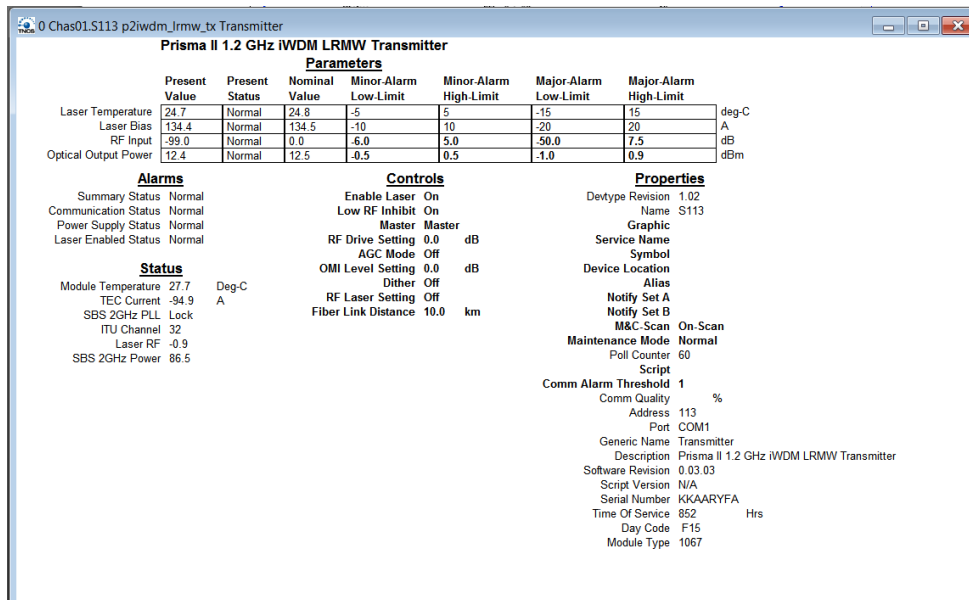 0 Chas01.S113 p2iwdm_lrmw_tx Transmitter
Prisma II 1.2 GHz iWDM LRMW Transmitter
Parameters
Present Value Present Status Nominal Value Minor-Alarm Low-Limit Minor-Alarm High-Limit Major-Alarm Low-Limit Major-Alarm High-Limit
Laser Temperature 24.7 Normal 24.8 -5 5 -15 15 deg-C
Laser Bias 134.4 Normal 134.5 -10 10 -20 20 A
RF Input -99.0 Normal 0.0 -6.0 5.0 -50.0 7.5 dB
Optical Output Power 12.4 Normal 12.5 -0.5 0.5 -1.0 0.9 dBm
Alarms
Summary Status Normal
Communication Status Normal
Power Supply Status Normal
Laser Enabled Status Normal
Status
Module Temperature 27.7 Deg-C
TEC Current -94.9 A
SBS 2GHz PLL Lock
ITU Channel 32
Laser RF -0.9
SBS 2GHz Power 86.5
Controls
Enable Laser On
Low RF Inhibit On
Master Master
RF Drive Setting 0.0 dB
AGC Mode Off
OMI Level Setting 0.0 dB
Dither Off
RF Laser Setting Off
Fiber Link Distance 10.0 km
Properties
Devtype Revision 1.02
Name S113
Graphic
Service Name
Symbol
Device Location
Alias
Notify Set A
Notify Set B
M&C-Scan On-Scan
Maintenance Mode Normal
Poll Counter 60
Script
Comm Alarm Threshold 1
Comm Quality %
Address 113
Port COM1
Generic Name Transmitter
Description Prisma II 1.2 GHz iWDM LRMW Transmitter
Software Revision 0.03.03
Script Version N/A
Serial Number KKAARYFA
Time Of Service 852 Hrs
Day Code F15
Module Type 1067